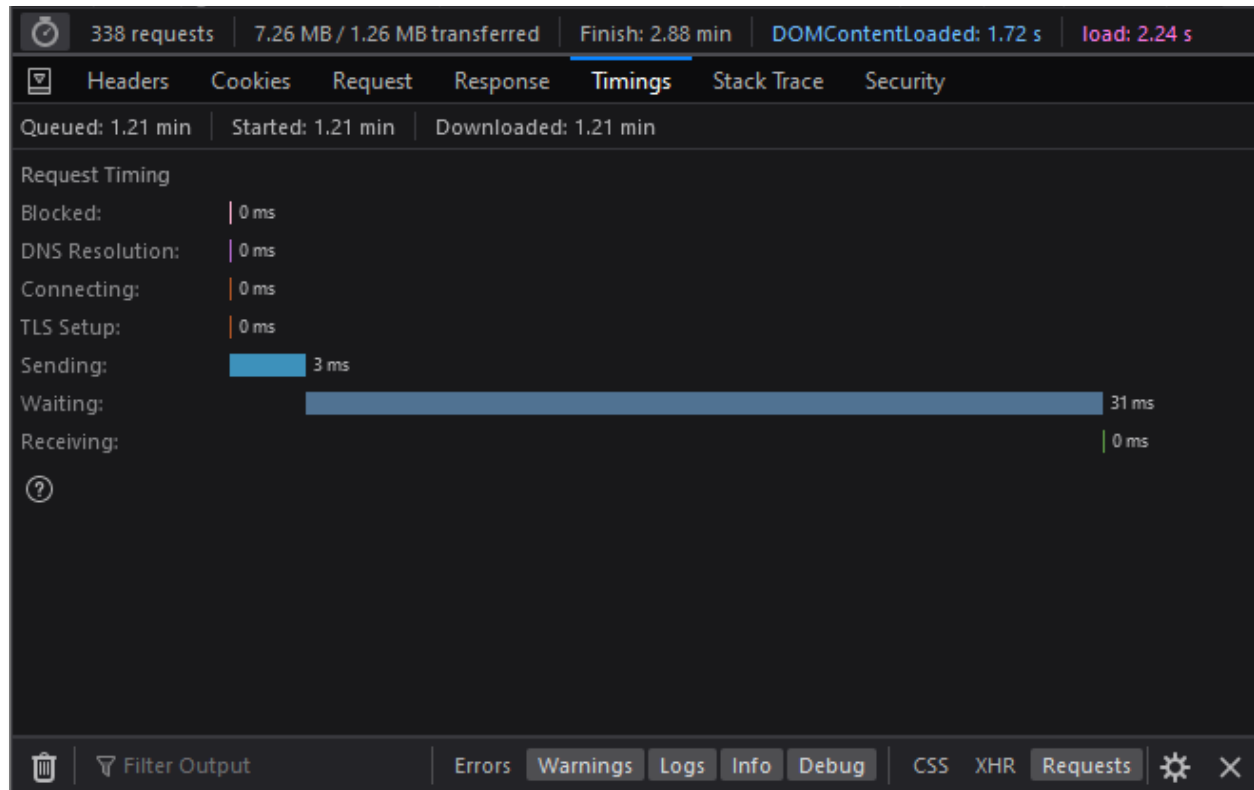 338 requests 7.26 MB / 1.26 MB transferred Finish: 2.88 min DOMContentLoaded: 1.72 s load: 2.24 s
Headers Cookies Request Response Timings Stack Trace Security
Queued: 1.21 min Started: 1.21 min Downloaded: 1.21 min
Request Timing
Blocked: 0 ms
DNS Resolution: 0 ms
Connecting: 0 ms
TLS Setup: 0 ms
Sending: 3 ms
Waiting: 31 ms
Receiving: 0 ms
?
Filter Output Errors Warnings Logs Info Debug CSS XHR Requests